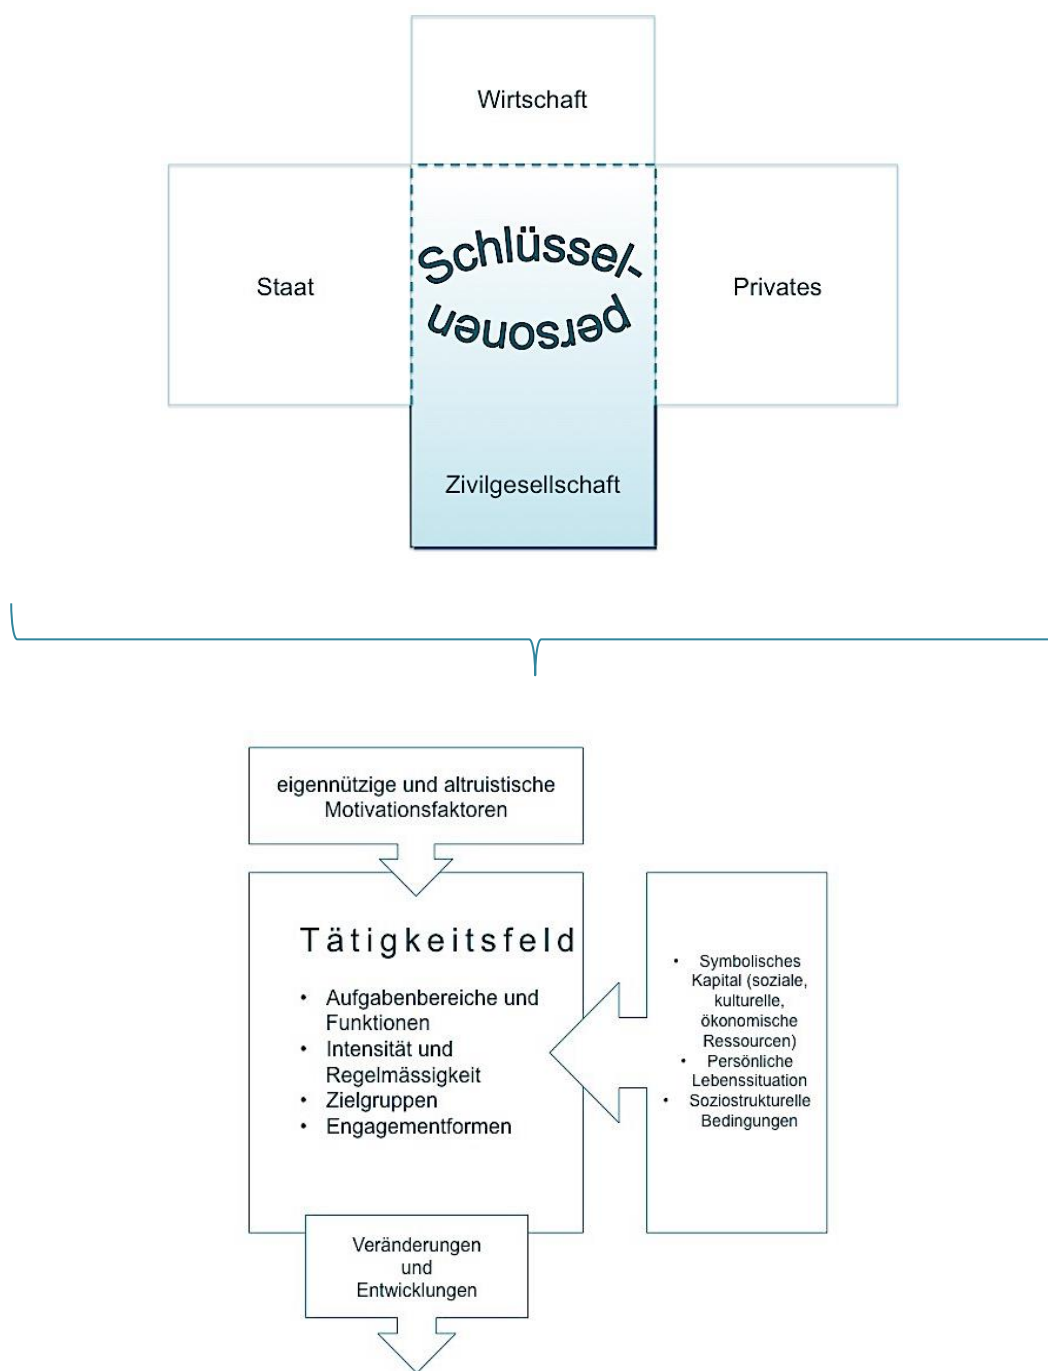 Wirtschaft
Staat
Schlüssel-
personen
Privates
Zivilgesellschaft
eigennützige und altruistische
Motivationsfaktoren
Tätigkeitsfeld
• Aufgabenbereiche und
Funktionen
• Intensität und
Regelmässigkeit
• Zielgruppen
• Engagementformen
• Symbolisches
Kapital (soziale,
kulturelle,
ökonomische
Ressourcen)
• Persönliche
Lebenssituation
• Soziostrukturelle
Bedingungen
Veränderungen
und
Entwicklungen